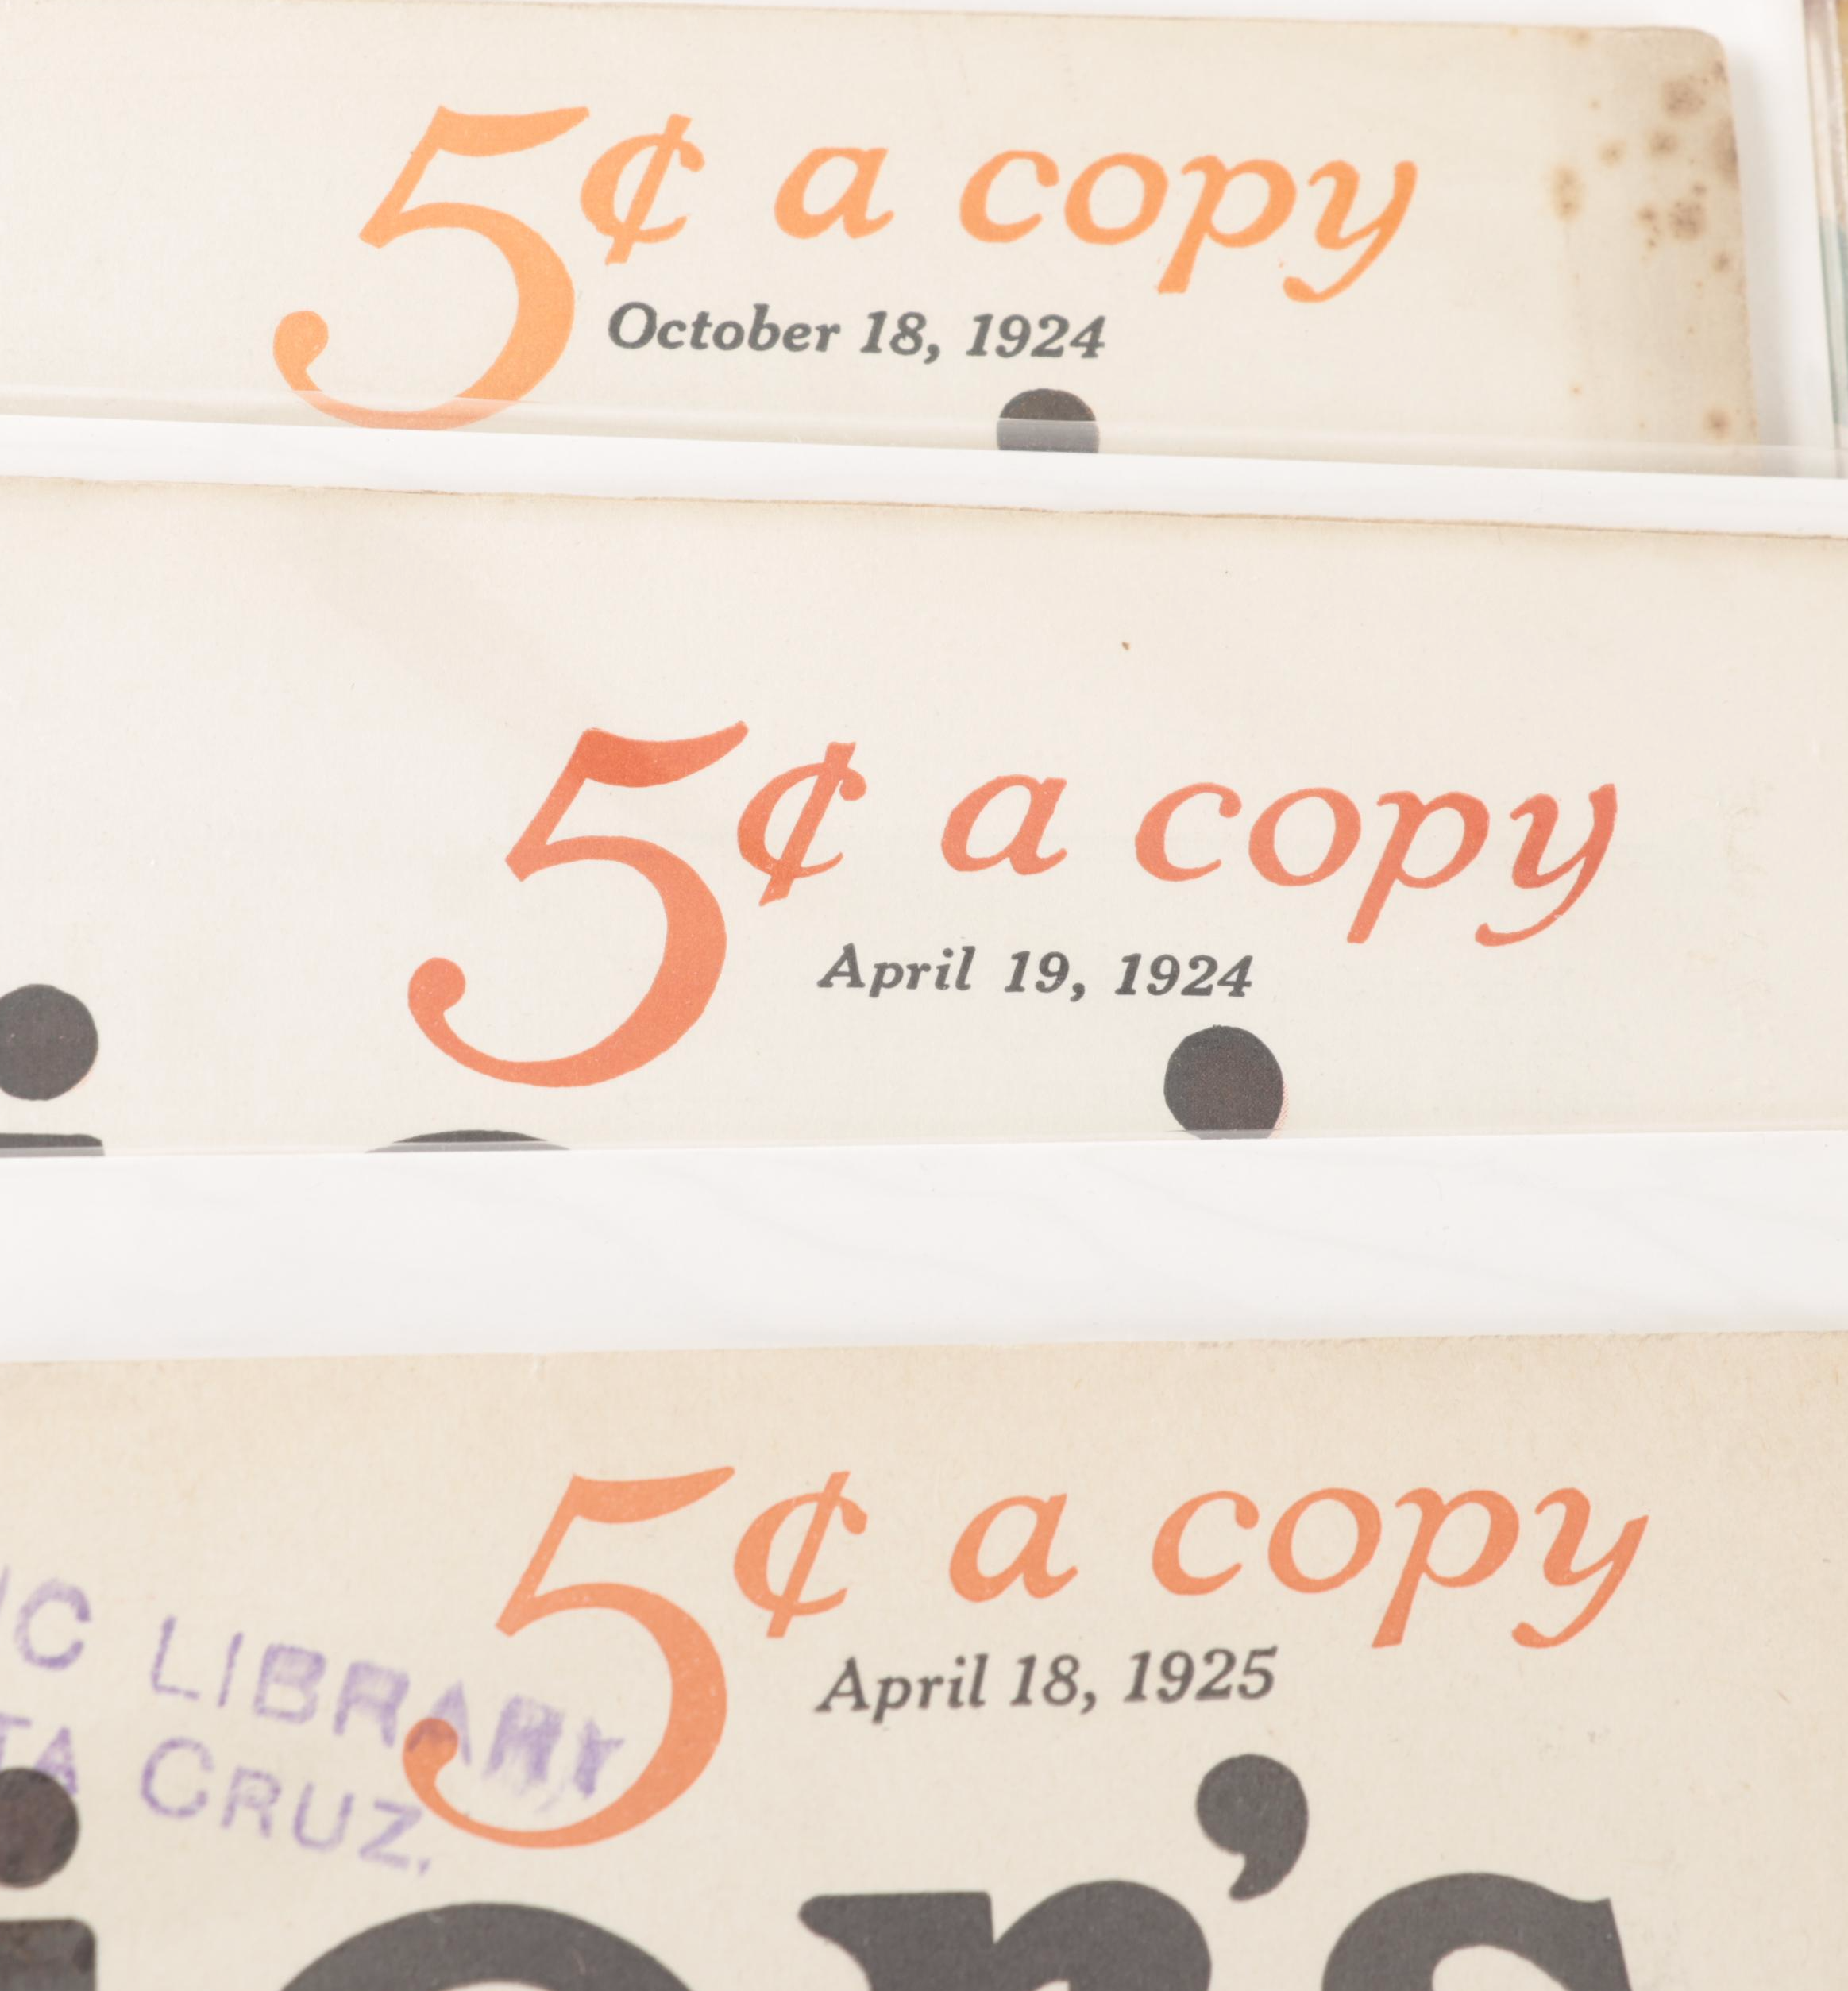 5¢ a copy
October 18, 1924
5¢ a copy
April 19, 1924
5¢ a copy
LIBRARY
April 18, 1925
CRUZ.